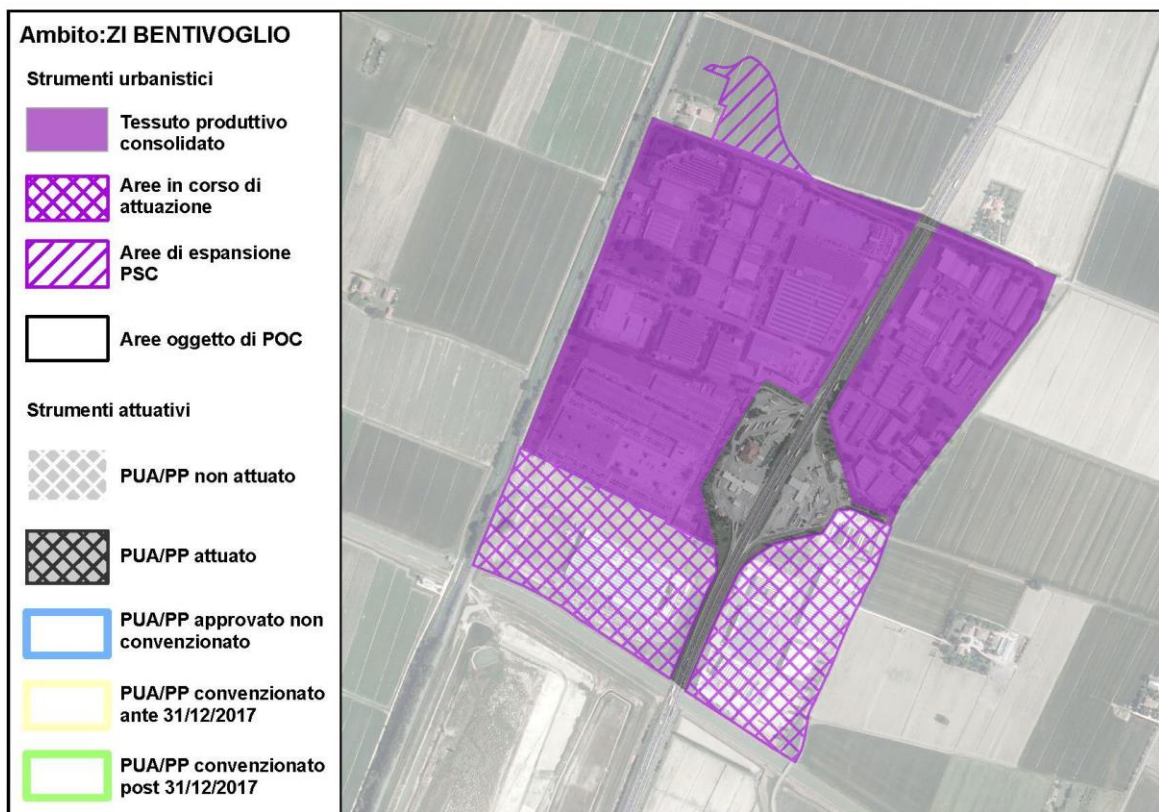 Ambito:ZI BENTIVOGLIO
Strumenti urbanistici
Tessuto produttivo
consolidato
Aree in corso di
attuazione
Aree di espansione
PSC
Aree oggetto di POC
Strumenti attuativi
PUA/PP non attuato
PUA/PP attuato
PUA/PP approvato non
convenzionato
PUA/PP convenzionato
ante 31/12/2017
PUA/PP convenzionato
post 31/12/2017